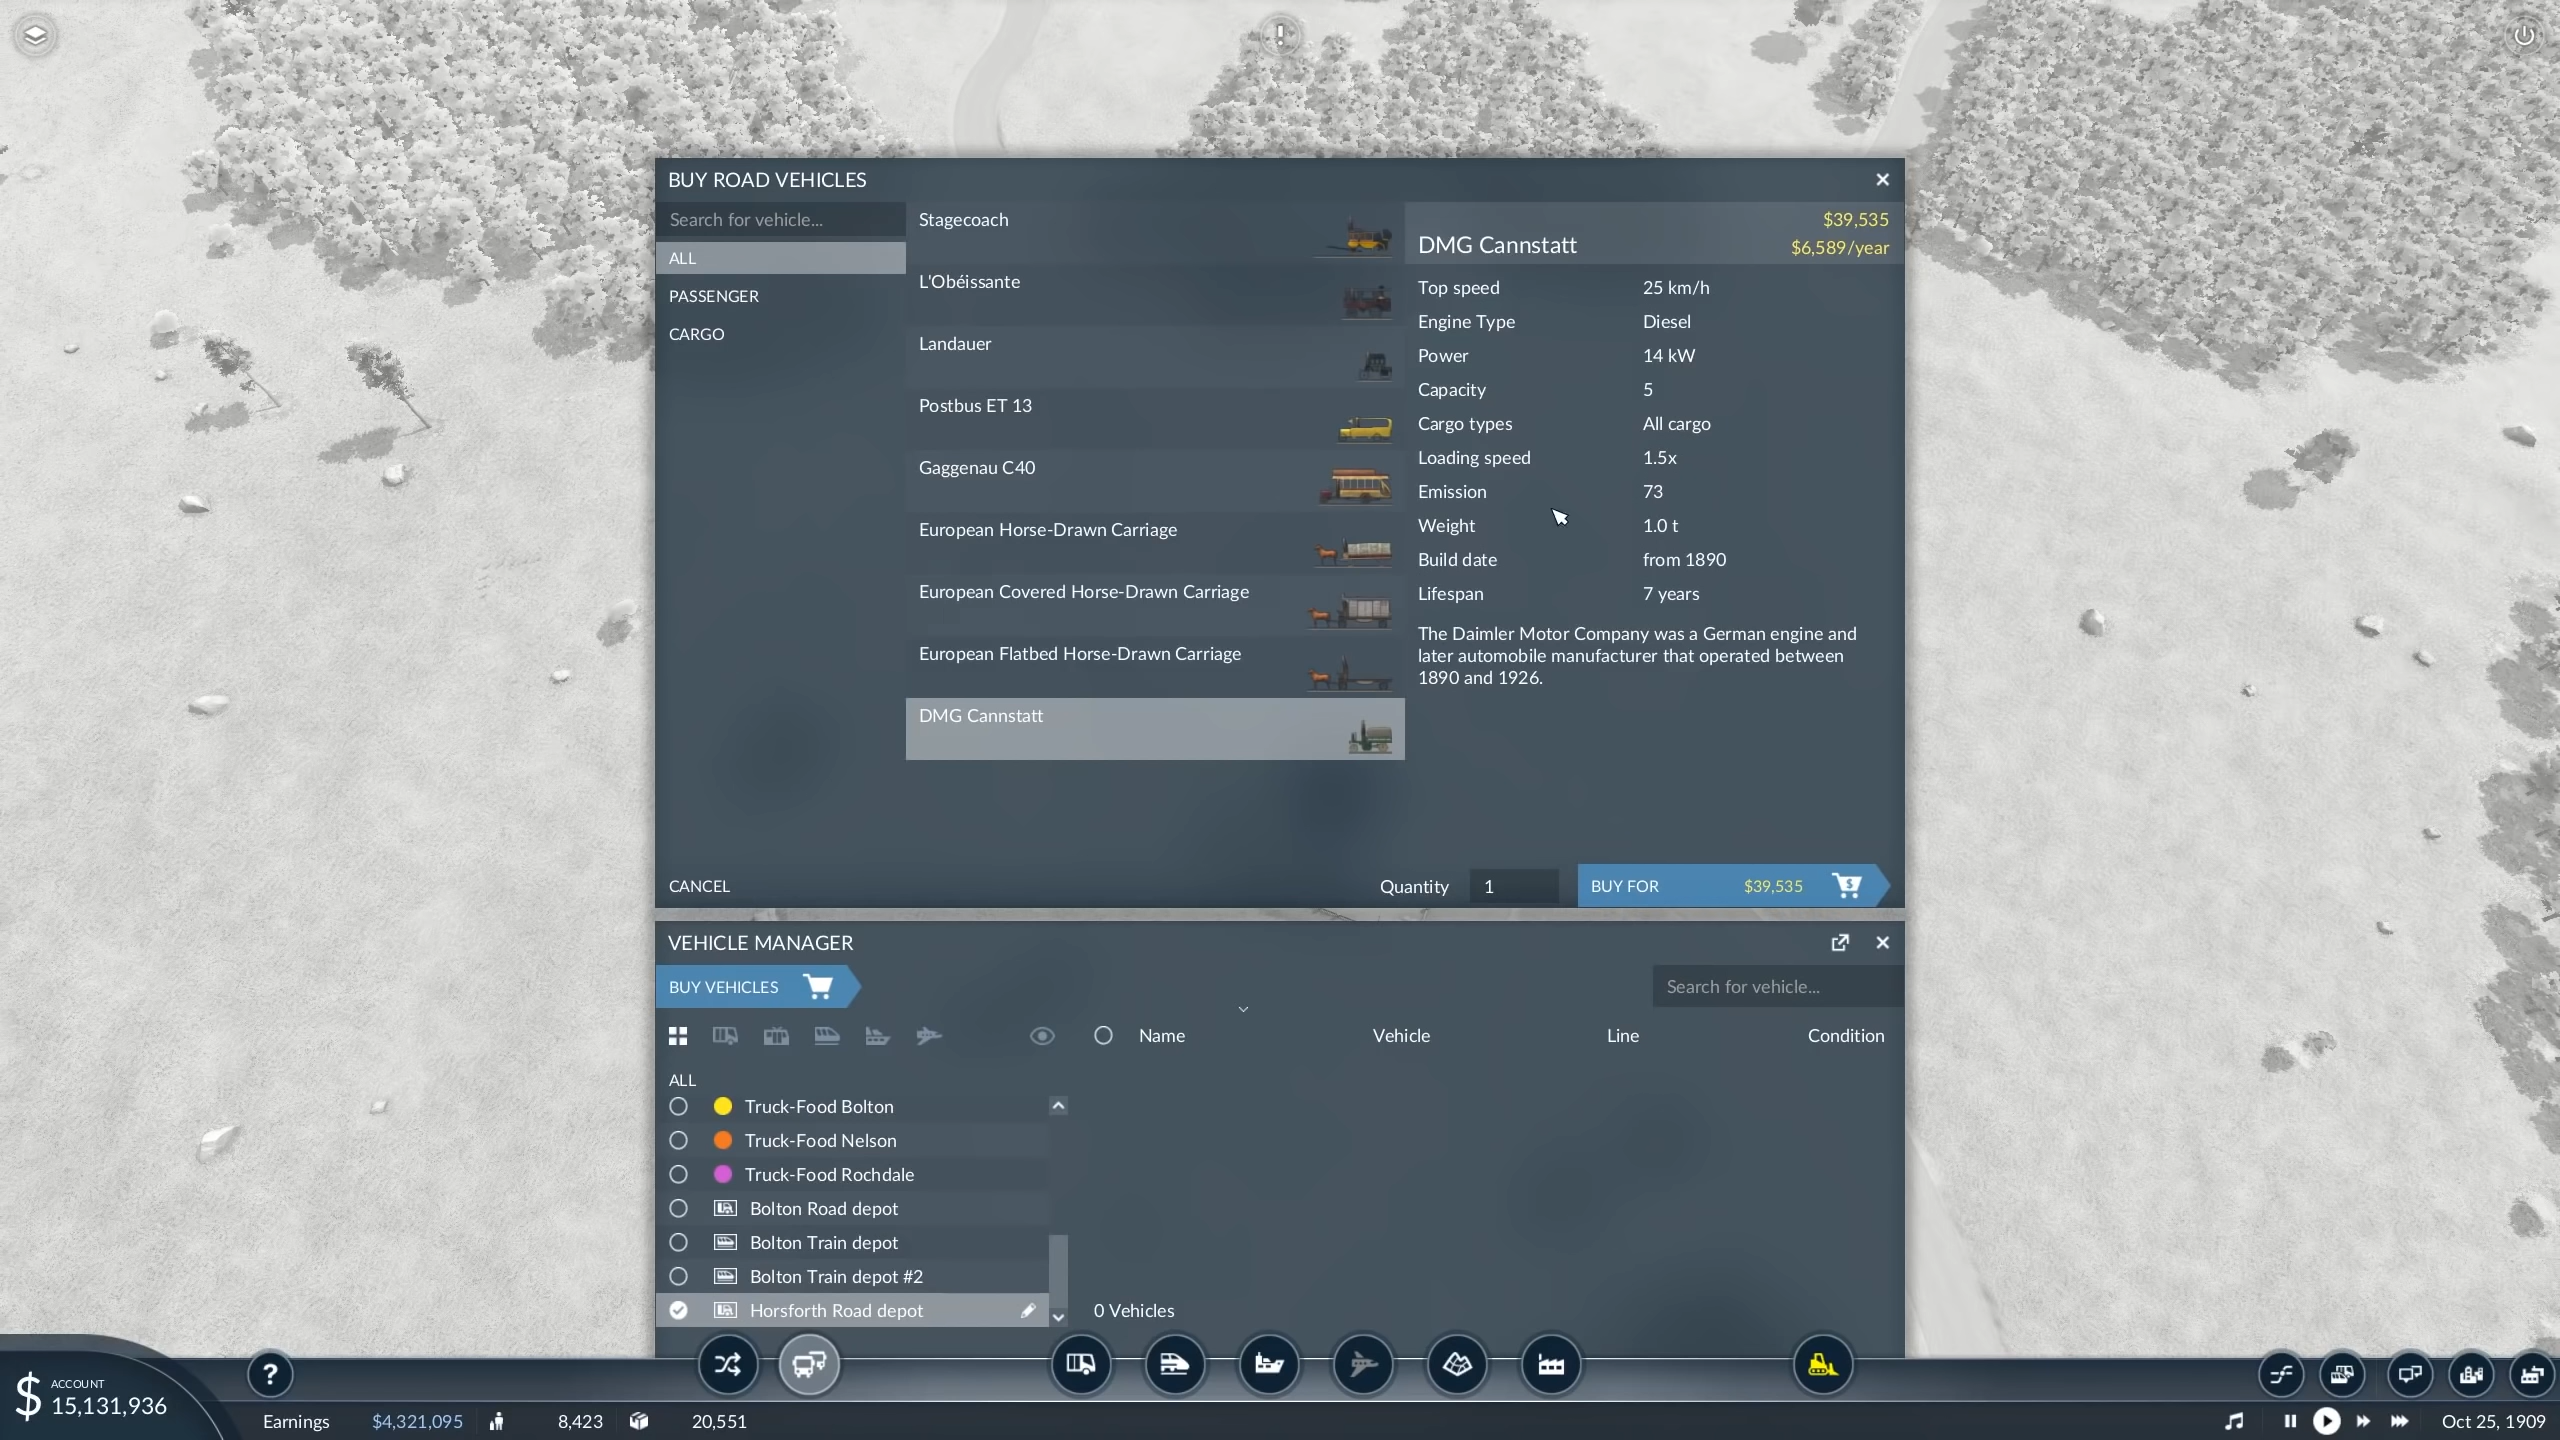 BUY ROAD VEHICLES
Search for vehicle...
ALL
PASSENGER
CARGO
Stagecoach
L'Obéissante
Landauer
Postbus ET 13
Gaggenau C40
European Horse-Drawn Carriage
European Covered Horse-Drawn Carriage
European Flatbed Horse-Drawn Carriage
DMG Cannstatt
$39,535
DMG Cannstatt
$6,589/year
Top speed 25 km/h
Engine Type Diesel
Power 14 kW
Capacity 5
Cargo types All cargo
Loading speed 1.5x
Emission 73
Weight 1.0 t
Build date from 1890
Lifespan 7 years
The Daimler Motor Company was a German engine and
later automobile manufacturer that operated between
1890 and 1926.
CANCEL
Quantity 1
BUY FOR $39,535
VEHICLE MANAGER
BUY VEHICLES
Search for vehicle...
Name Vehicle Line Condition
ALL
Truck-Food Bolton
Truck-Food Nelson
Truck-Food Rochdale
Bolton Road depot
Bolton Train depot
Bolton Train depot #2
Horsforth Road depot
0 Vehicles
?
$ ACCOUNT
15,131,936
Earnings $4,321,095 8,423 20,551
Oct 25, 1909